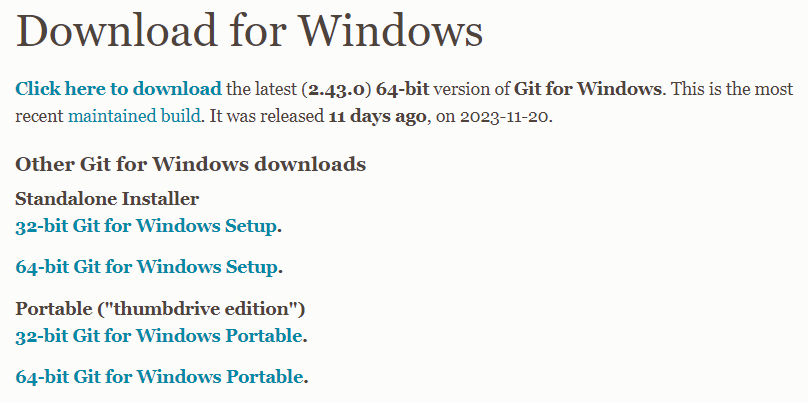 Download for Windows
Click here to download the latest (2.43.0) 64-bit version of Git for Windows. This is the most
recent maintained build. It was released 11 days ago, on 2023-11-20.
Other Git for Windows downloads
Standalone Installer
32-bit Git for Windows Setup.
64-bit Git for Windows Setup.
Portable ("thumbdrive edition")
32-bit Git for Windows Portable.
64-bit Git for Windows Portable.